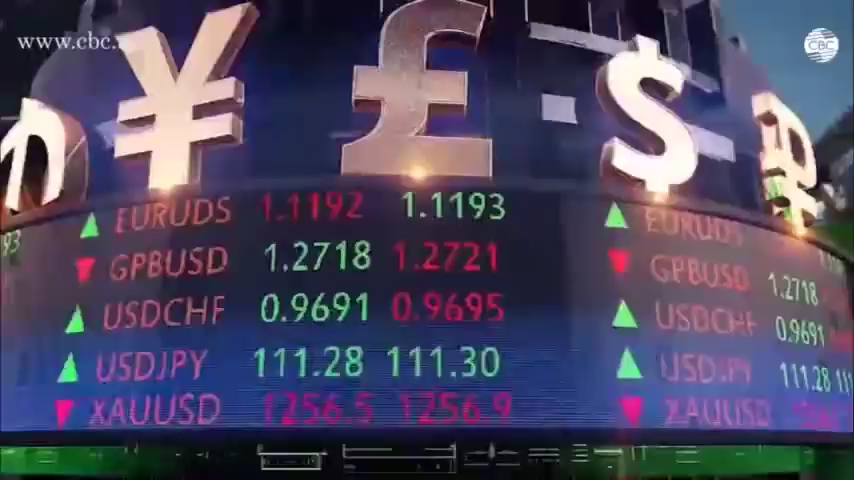 www.cbc.
CBC
¥ £ $ ₽
EURUDS 1.1192 1.1193
GPBUSD 1.2718 1.2721
USDCHF 0.9691 0.9695
USDJPY 111.28 111.30
XAUUSD 1256.5 1256.9
93
EURUDS
GPBUSD 1.2718
USDCHF 0.9691
USDJPY 111.28 111
XAUUSD